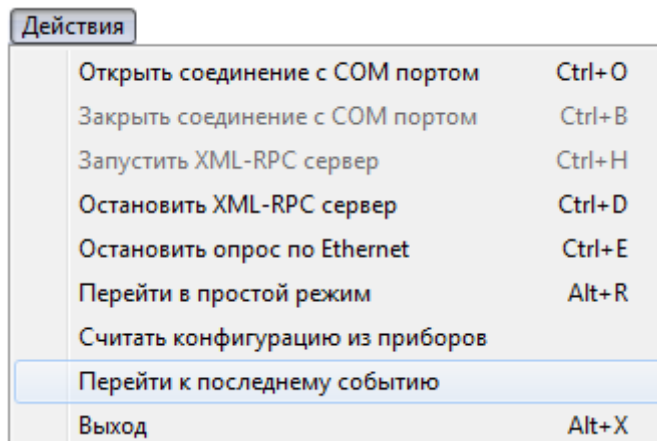 Действия
Открыть соединение с COM портом Ctrl+O
Закрыть соединение с COM портом Ctrl+B
Запустить XML-RPC сервер Ctrl+H
Остановить XML-RPC сервер Ctrl+D
Остановить опрос по Ethernet Ctrl+E
Перейти в простой режим Alt+R
Считать конфигурацию из приборов
Перейти к последнему событию
Выход Alt+X